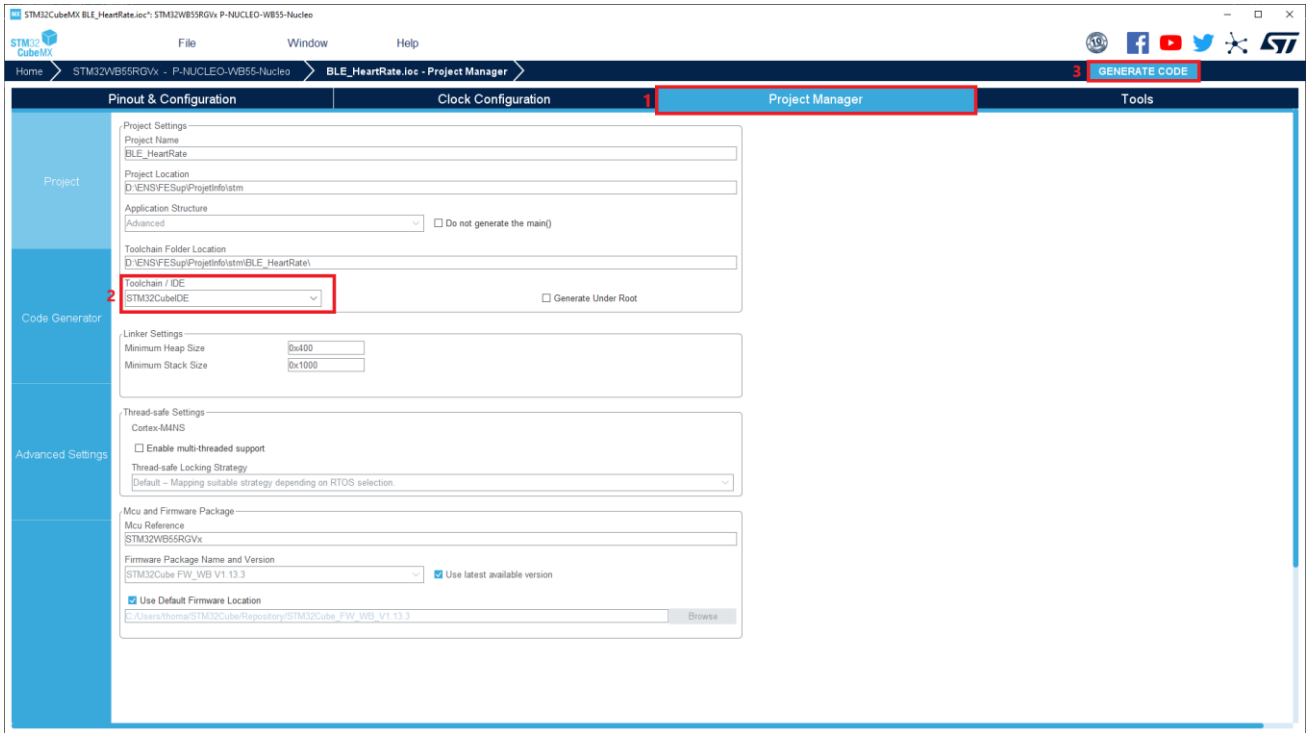 STM32CubeMX BLE_HeartRate.ioc*: STM32WB55RGVx P-NUCLEO-WB55-Nucleo
STM32 CubeMX
File Window Help
10
Home STM32WB55RGVx - P-NUCLEO-WB55-Nucleo BLE_HeartRate.ioc - Project Manager 3 GENERATE CODE
Pinout & Configuration Clock Configuration 1 Project Manager Tools
Project
Code Generator
Advanced Settings
Project Settings
Project Name
BLE_HeartRate
Project Location
D:\ENS\FESup\ProjetInfo\stm
Application Structure
Advanced Do not generate the main()
Toolchain Folder Location
D:\ENS\FESup\ProjetInfo\stm\BLE_HeartRate\
Toolchain / IDE
2 STM32CubeIDE Generate Under Root
Linker Settings
Minimum Heap Size 0x400
Minimum Stack Size 0x1000
Thread-safe Settings
Cortex-M4NS
Enable multi-threaded support
Thread-safe Locking Strategy
Default – Mapping suitable strategy depending on RTOS selection.
Mcu and Firmware Package
Mcu Reference
STM32WB55RGVx
Firmware Package Name and Version
STM32Cube FW_WB V1.13.3 Use latest available version
Use Default Firmware Location
C:/Users/thoma/STM32Cube/Repository/STM32Cube_FW_WB_V1.13.3 Browse